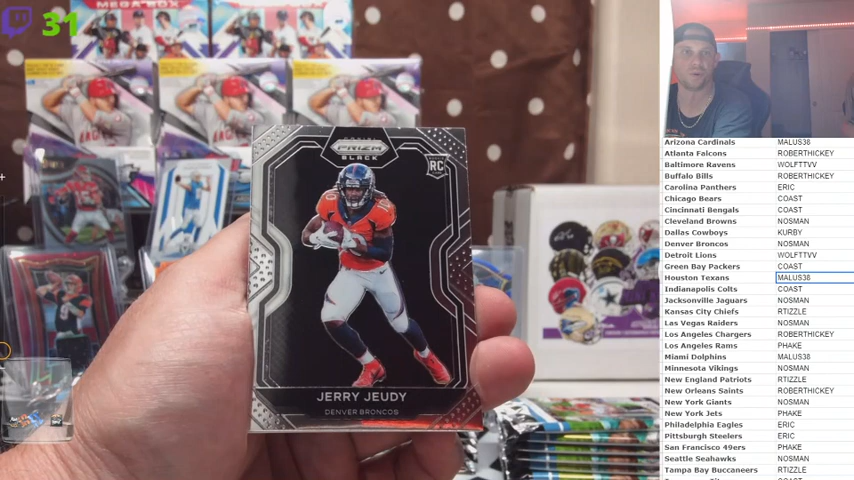 31
MEGA BOX
ANGELS
PANINI
PRIZM
BLACK
RC
JERRY JEUDY
DENVER BRONCOS
Arizona Cardinals MALUS38
Atlanta Falcons ROBERTHICKEY
Baltimore Ravens WOLFTTVV
Buffalo Bills ROBERTHICKEY
Carolina Panthers ERIC
Chicago Bears COAST
Cincinnati Bengals COAST
Cleveland Browns NOSMAN
Dallas Cowboys KURBY
Denver Broncos NOSMAN
Detroit Lions WOLFTTVV
Green Bay Packers COAST
Houston Texans MALUS38
Indianapolis Colts COAST
Jacksonville Jaguars NOSMAN
Kansas City Chiefs RTIZZLE
Las Vegas Raiders NOSMAN
Los Angeles Chargers ROBERTHICKEY
Los Angeles Rams PHAKE
Miami Dolphins MALUS38
Minnesota Vikings NOSMAN
New England Patriots RTIZZLE
New Orleans Saints ROBERTHICKEY
New York Giants NOSMAN
New York Jets PHAKE
Philadelphia Eagles ERIC
Pittsburgh Steelers ERIC
San Francisco 49ers PHAKE
Seattle Seahawks NOSMAN
Tampa Bay Buccaneers RTIZZLE